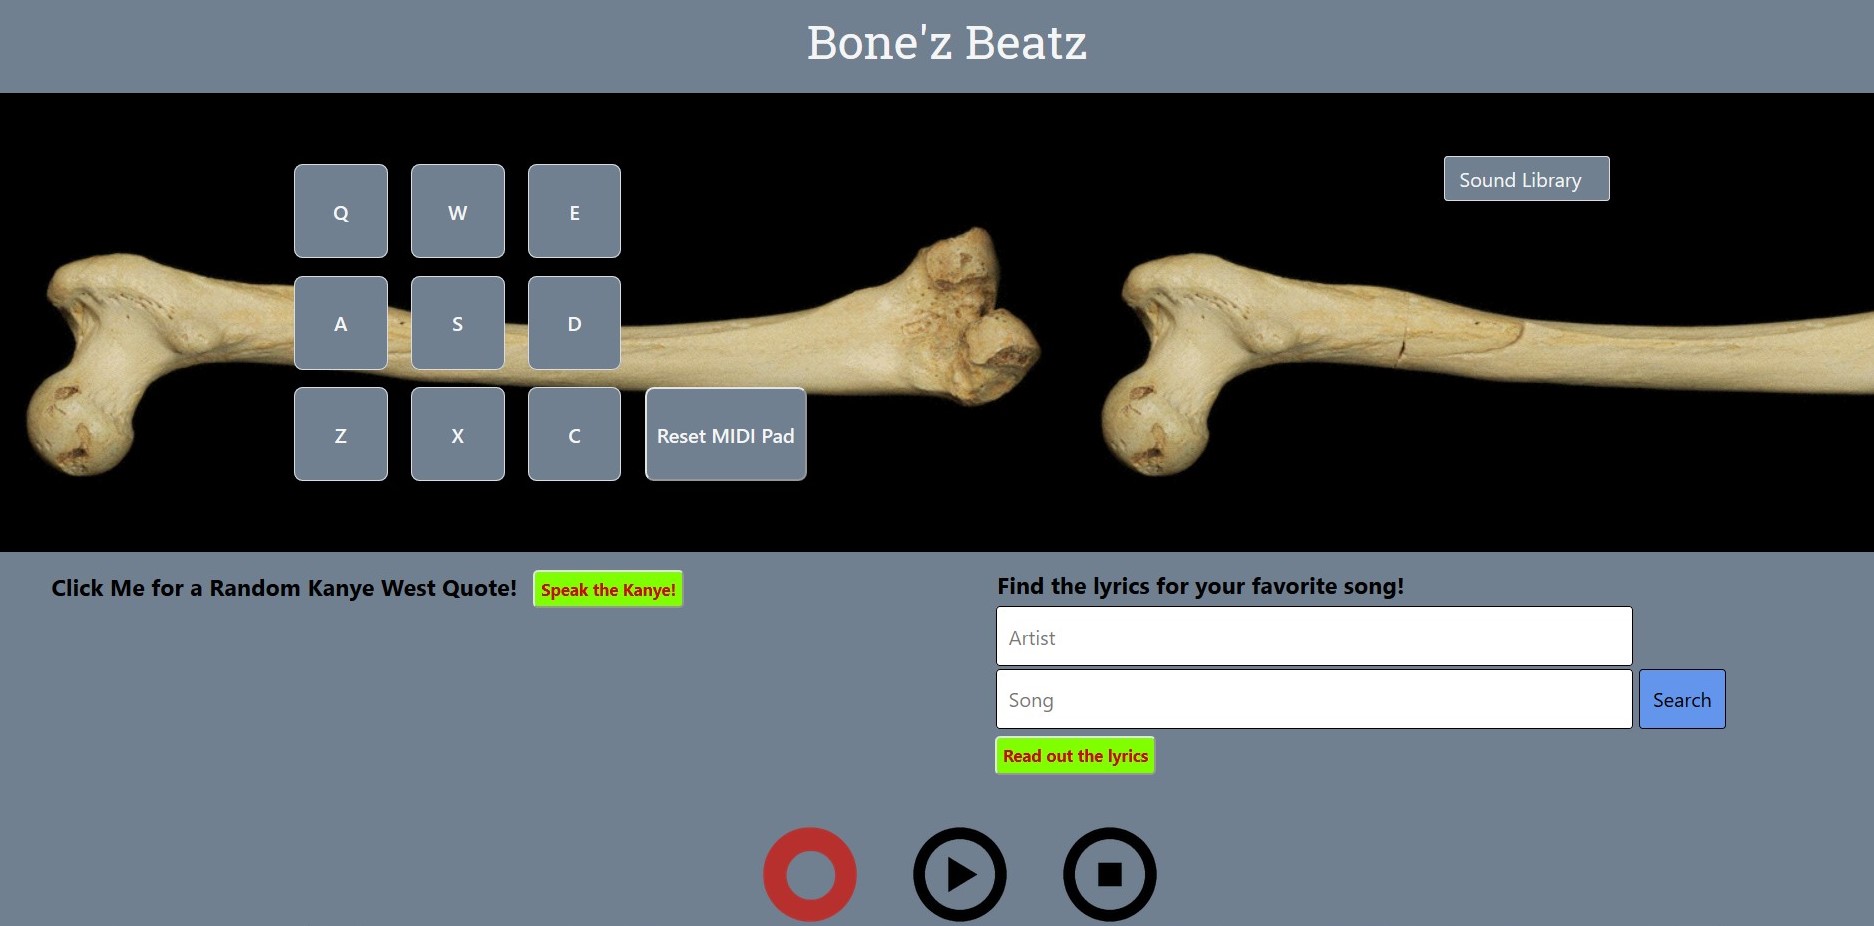 Bone'z Beatz
Q W E
Sound Library
A S D
Z X C Reset MIDI Pad
Click Me for a Random Kanye West Quote! Speak the Kanye!
Find the lyrics for your favorite song!
Artist
Song
Search
Read out the lyrics